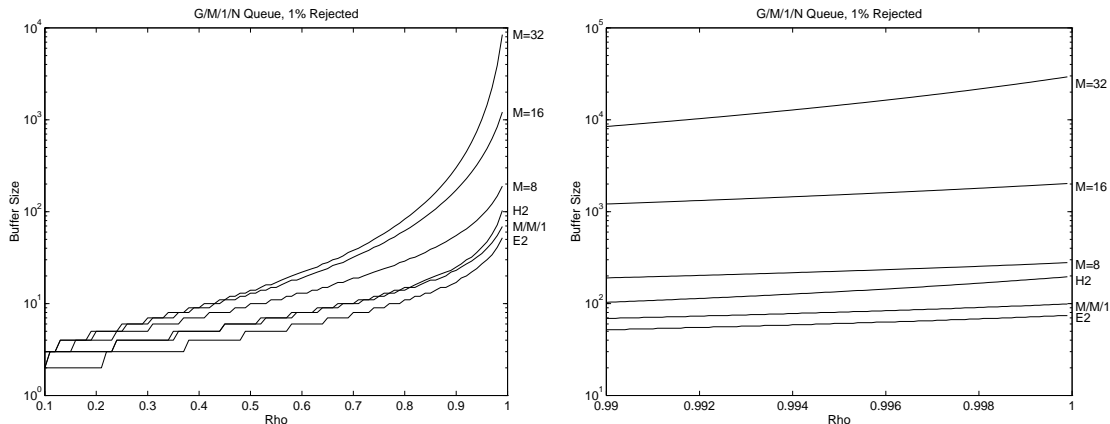 G/M/1/N Queue, 1% Rejected
10^4
10^3
10^2
10^1
10^0
Buffer Size
M=32
M=16
M=8
H2
M/M/1
E2
0.1 0.2 0.3 0.4 0.5 0.6 0.7 0.8 0.9 1
Rho
G/M/1/N Queue, 1% Rejected
10^5
10^4
10^3
10^2
10^1
Buffer Size
M=32
M=16
M=8
H2
M/M/1
E2
0.99 0.992 0.994 0.996 0.998 1
Rho